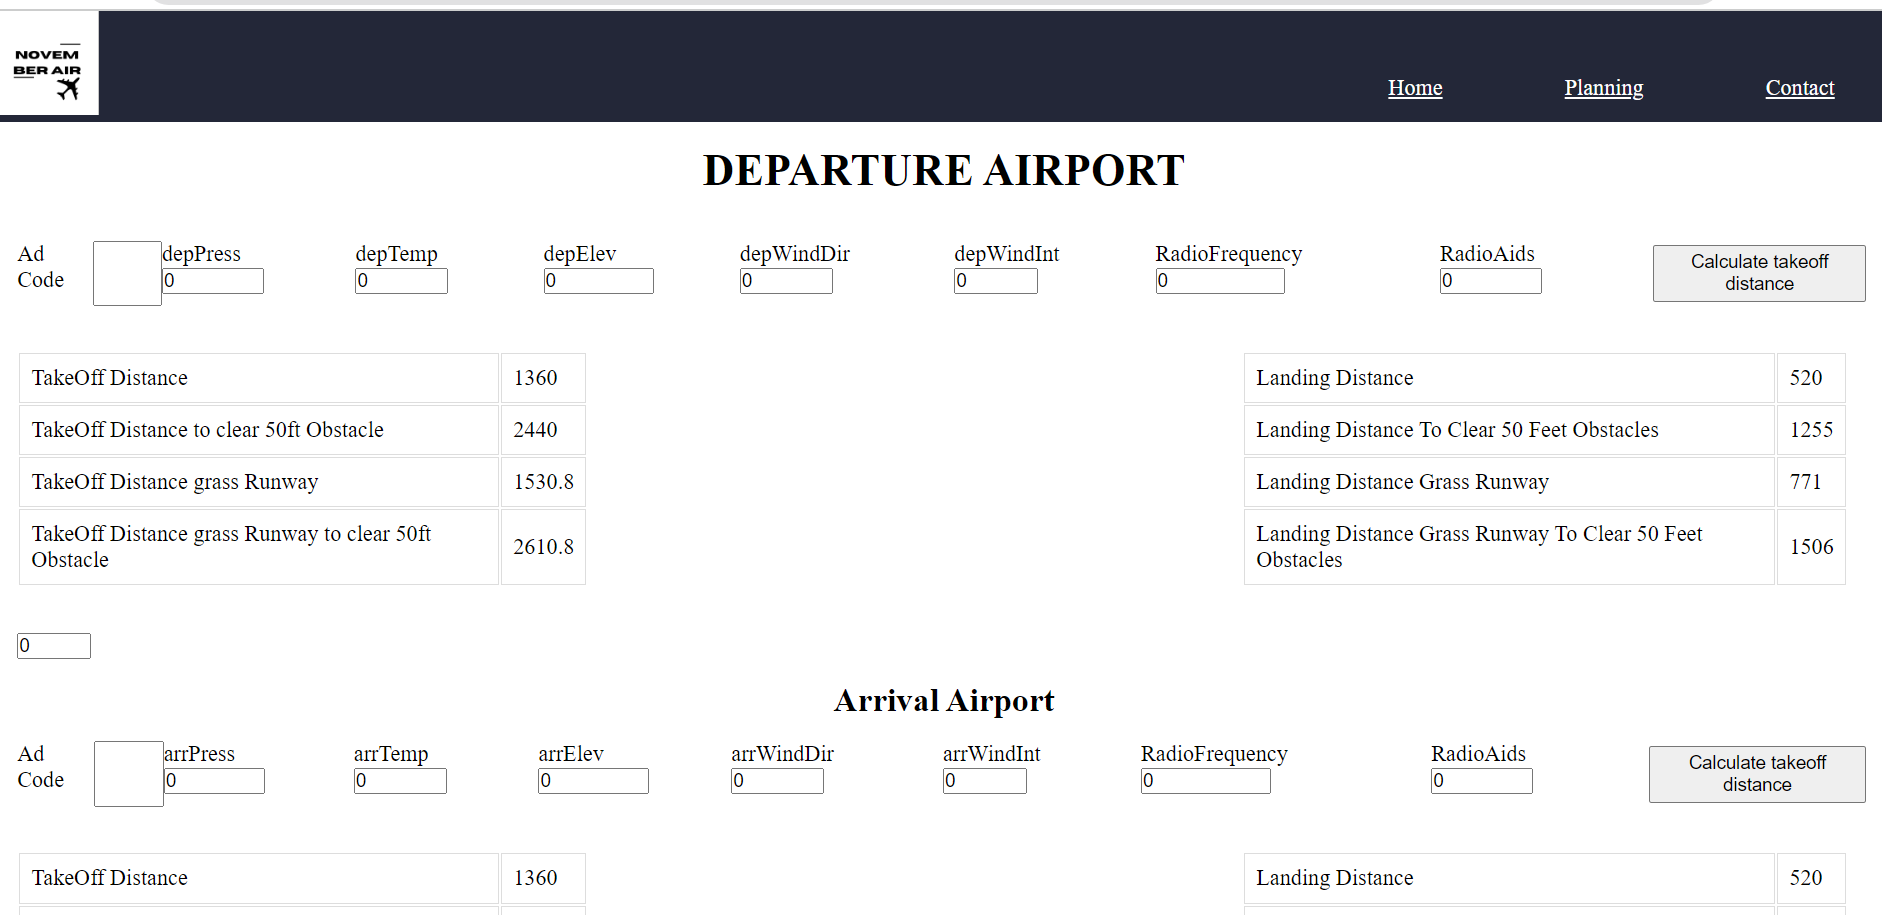 NOVEM
BER AIR
Home Planning Contact
DEPARTURE AIRPORT
Ad Code
depPress
0
depTemp
0
depElev
0
depWindDir
0
depWindInt
0
RadioFrequency
0
RadioAids
0
Calculate takeoff
distance
TakeOff Distance 1360
TakeOff Distance to clear 50ft Obstacle 2440
TakeOff Distance grass Runway 1530.8
TakeOff Distance grass Runway to clear 50ft
Obstacle 2610.8
Landing Distance 520
Landing Distance To Clear 50 Feet Obstacles 1255
Landing Distance Grass Runway 771
Landing Distance Grass Runway To Clear 50 Feet
Obstacles 1506
0
Arrival Airport
Ad Code
arrPress
0
arrTemp
0
arrElev
0
arrWindDir
0
arrWindInt
0
RadioFrequency
0
RadioAids
0
Calculate takeoff
distance
TakeOff Distance 1360
Landing Distance 520